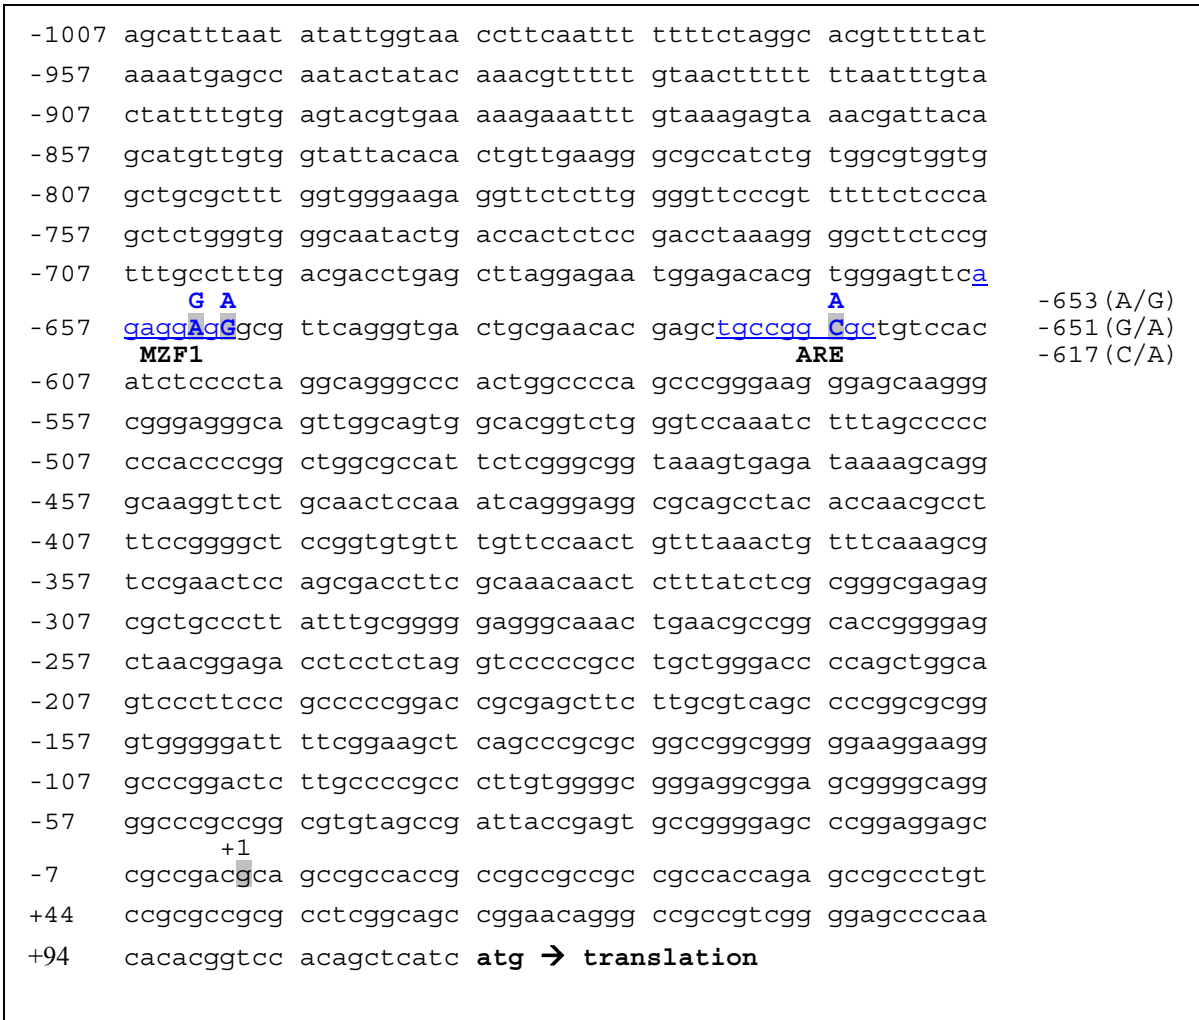 -1007 agcatttaat atattggtaa ccttcaattt ttttctaggc acgtttttat
-957 aaaatgagcc aatactatac aaacgttttt gtaacttttt ttaatttgta
-907 ctattttgtg agtacgtgaa aaagaaattt gtaaagagta aacgattaca
-857 gcatgttgtg gtattacaca ctgttgaagg gcgccatctg tggcgtggtg
-807 gctgcgcttt ggtgggaaga ggttctcttg gggttcccgt ttttctccca
-757 gctctgggtg ggcaatactg accactctcc gacctaaagg ggcttctccg
-707 tttgcctttg acgacctgag cttaggagaa tggagacacg tgggagttca
G A A -653(A/G)
-657 gaggAgGgcg ttcagggtga ctgcgaacac gagctgccgg Cgctgtccac -651(G/A)
MZF1 ARE -617(C/A)
-607 atctccccta ggcagggccc actggcccca gcccgggaag ggagcaaggg
-557 cgggagggca gttggcagtgg gcacggtctg ggtccaaatc tttagccccc
-507 cccaccccgg ctggcgccat tctcgggcgg taaagtgaga taaaagcagg
-457 gcaaggttct gcaactccaa atcagggagg cgcagcctac accaacgcct
-407 ttccggggct ccggtgtgtt tgttccaact gtttaaactg tttcaaagcg
-357 tccgaactcc agcgaccttc gcaaacaact ctttatctcg cgggcgagag
-307 cgctgccctt atttgcgggg gagggcaaac tgaacgccgg caccggggag
-257 ctaacggaga cctcctctag gtcccccgcc tgctgggacc ccagctggca
-207 gtcccttccc gcccccggac cgcgagcttc ttgcgtcagc cccggcgcgg
-157 gtgggggatt ttcggaagct cagcccgcgc ggccggcggg ggaaggaagg
-107 gcccggactc ttgccccgcc cttgtggggc gggaggcgga gcggggcagg
-57 ggcccgccgg cgtgtagccg attaccgagt gccggggagc ccggaggagc
+1
-7 cgccgacgca gccgccaccg ccgccgccgc cgccaccaga gccgccctgt
+44 ccgcgccgcg cctcggcagc cggaacaggg ccgccgtcgg ggagccccaa
+94 cacacggtcc acagctcatc atg → translation